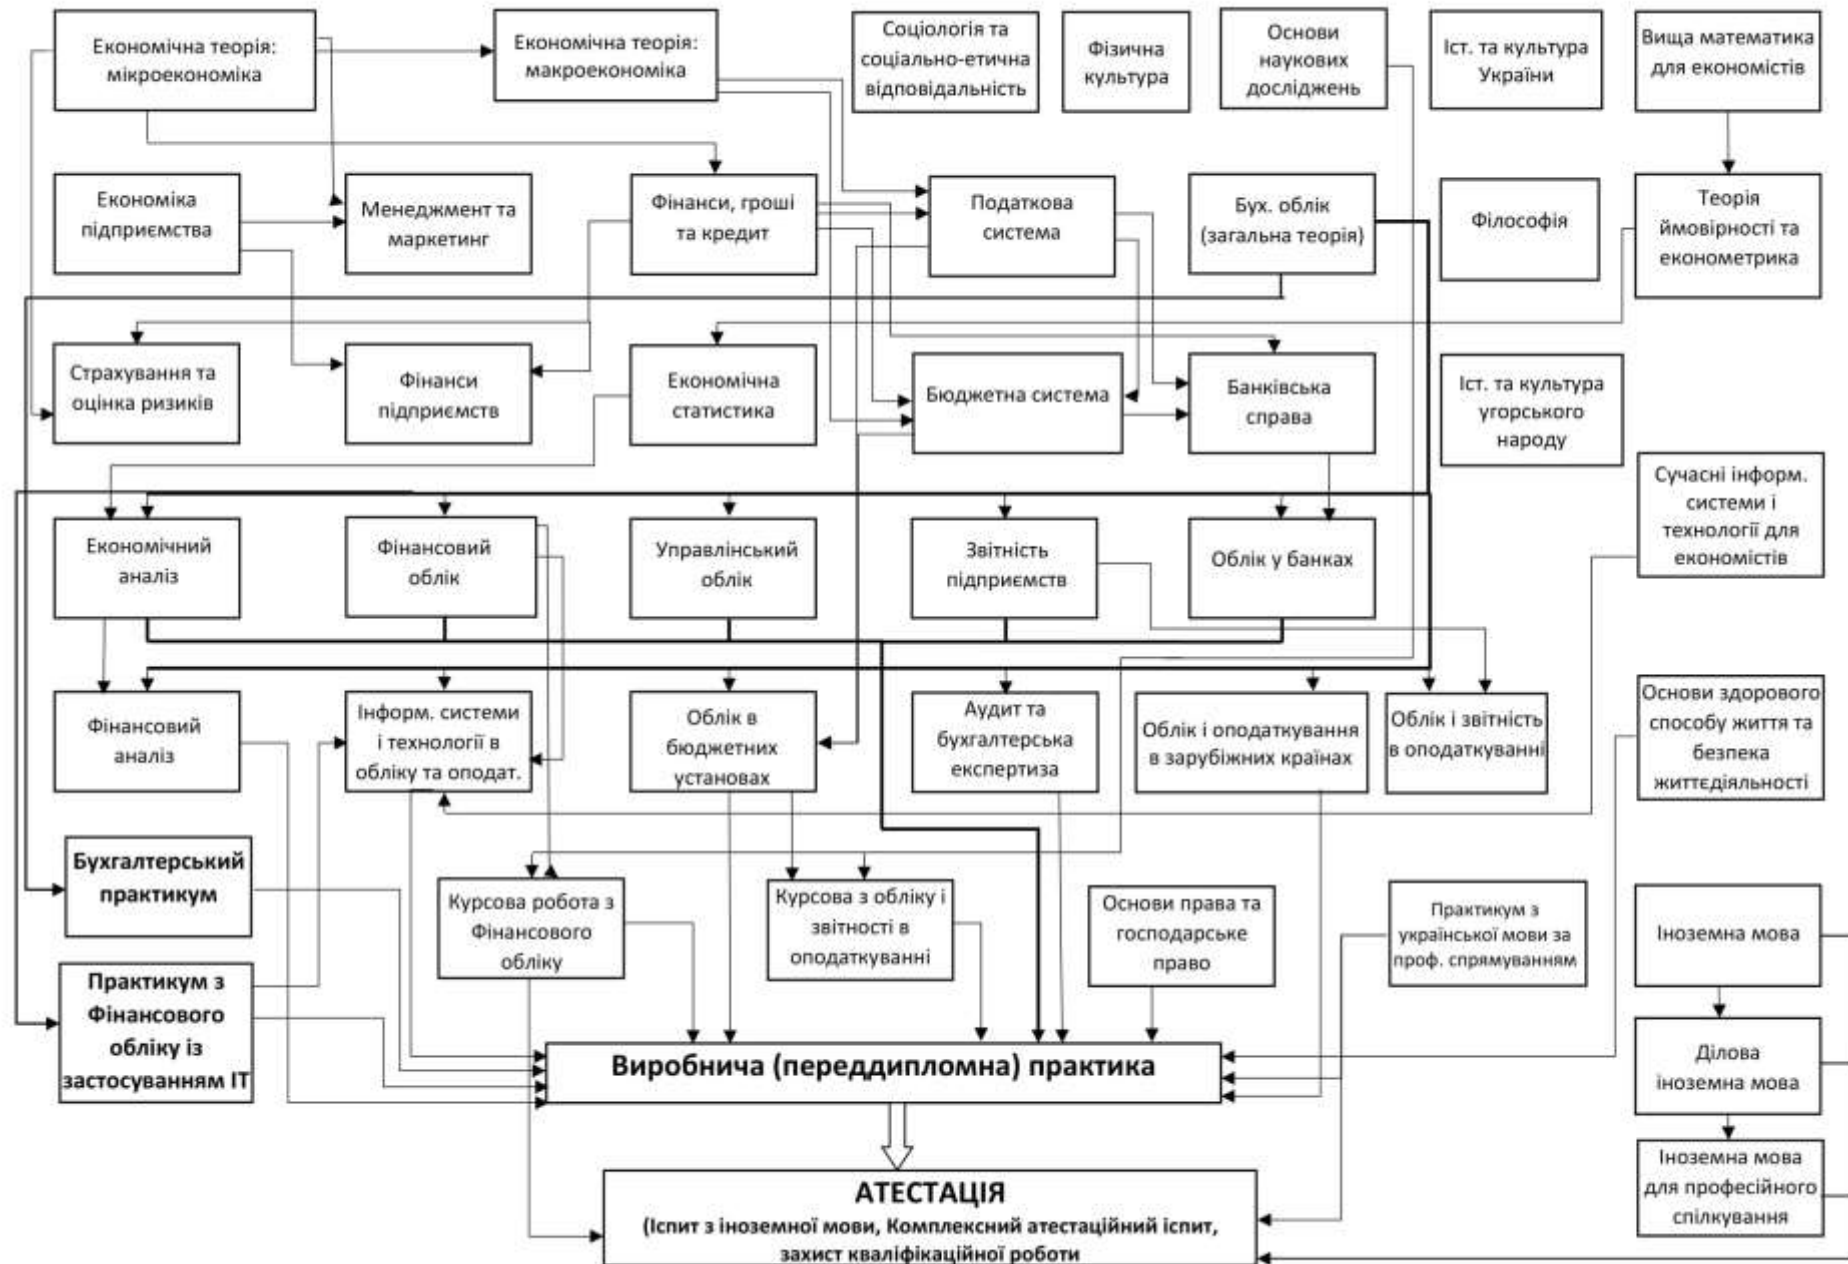 Економічна теорія:
мікроекономіка
Економічна теорія:
макроекономіка
Соціологія та
соціально-етична
відповідальність
Фізична
культура
Основи
наукових
досліджень
Іст. та культура
України
Вища математика
для економістів
Економіка
підприємства
Менеджмент та
маркетинг
Фінанси, гроші
та кредит
Податкова
система
Бух. облік
(загальна теорія)
Філософія
Теорія
ймовірності та
економетрика
Страхування та
оцінка ризиків
Фінанси
підприємств
Економічна
статистика
Бюджетна система
Банківська
справа
Іст. та культура
угорського
народу
Сучасні інформ.
системи і
технології для
економістів
Економічний
аналіз
Фінансовий
облік
Управлінський
облік
Звітність
підприємств
Облік у банках
Фінансовий
аналіз
Інформ. системи
і технології в
обліку та оподат.
Облік в
бюджетних
установах
Аудит та
бухгалтерська
експертиза
Облік і оподаткування
в зарубіжних країнах
Облік і звітність
в оподаткуванні
Основи здорового
способу життя та
безпека
життєдіяльності
Бухгалтерський
практикум
Курсова робота з
Фінансового
обліку
Курсова з обліку і
звітності в
оподаткуванні
Основи права та
господарське
право
Практикум з
української мови за
проф. спрямуванням
Іноземна мова
Практикум з
Фінансового
обліку із
застосуванням ІТ
Виробнича (переддипломна) практика
Ділова
іноземна мова
Іноземна мова
для професійного
спілкування
АТЕСТАЦІЯ
(Іспит з іноземної мови, Комплексний атестаційний іспит,
захист кваліфікаційної роботи